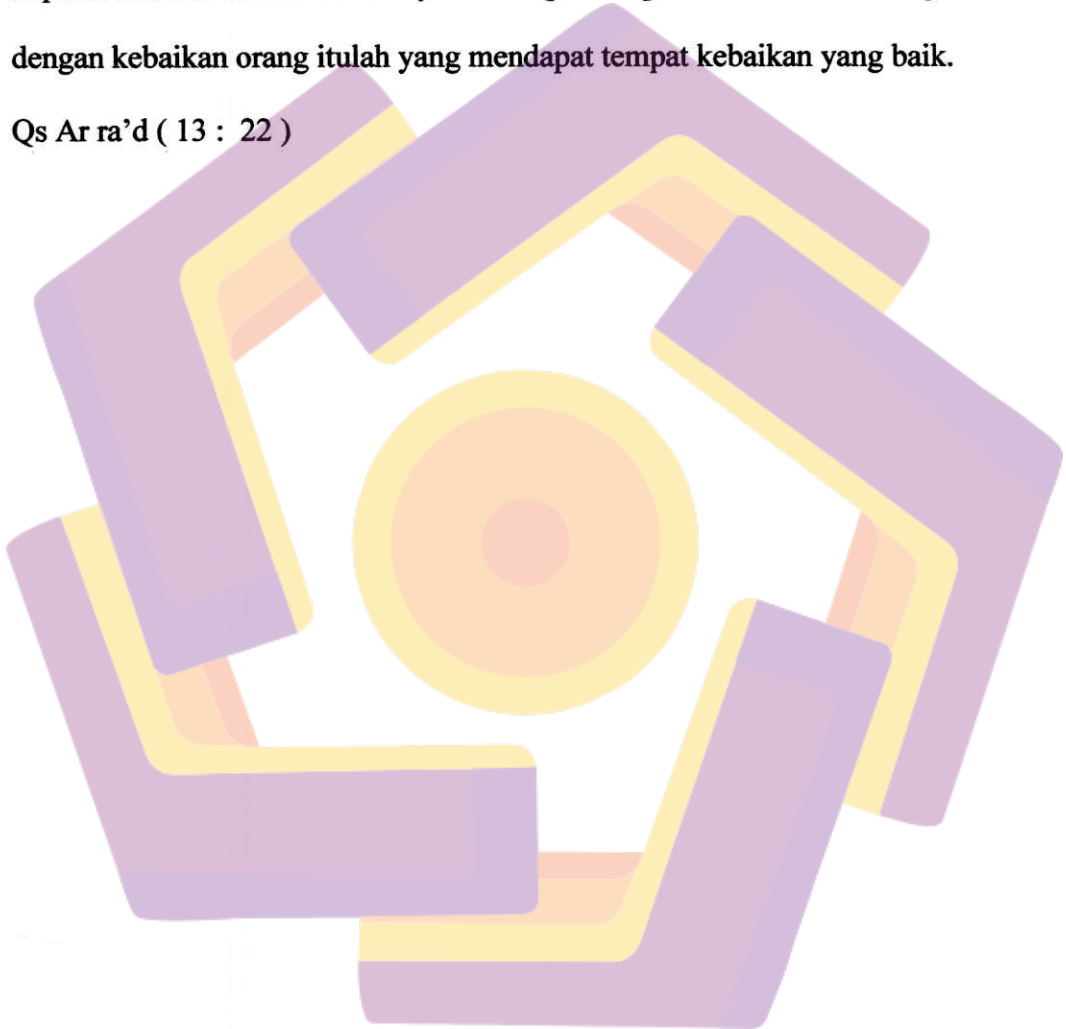 dengan kebaikan orang itulah yang mendapat tempat kebaikan yang baik.
Qs Ar ra’d ( 13 : 22 )